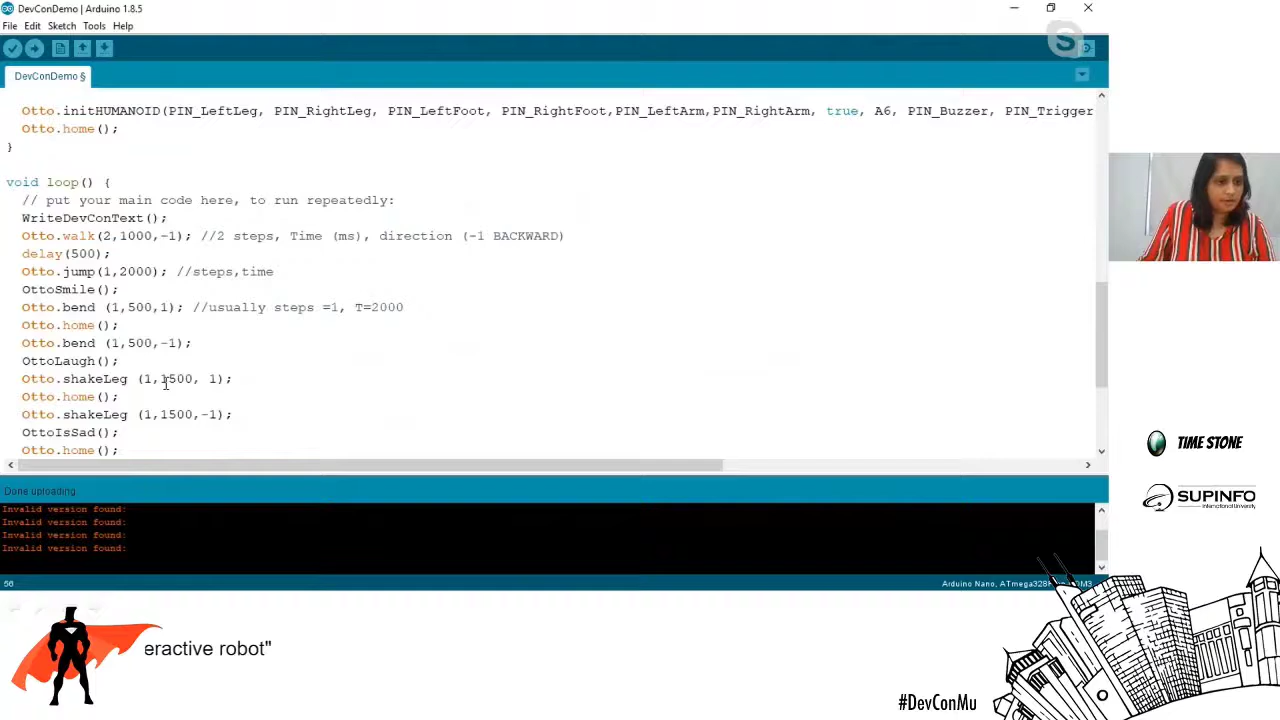 DevConDemo | Arduino 1.8.5
File Edit Sketch Tools Help
S
DevConDemo §
Otto.initHUMANOID(PIN_LeftLeg, PIN_RightLeg, PIN_LeftFoot, PIN_RightFoot,PIN_LeftArm,PIN_RightArm, true, A6, PIN_Buzzer, PIN_Trigger
Otto.home();
}
void loop() {
// put your main code here, to run repeatedly:
WriteDevConText();
Otto.walk(2,1000,-1); //2 steps, Time (ms), direction (-1 BACKWARD)
delay(500);
Otto.jump(1,2000); //steps,time
OttoSmile();
Otto.bend (1,500,1); //usually steps =1, T=2000
Otto.home();
Otto.bend (1,500,-1);
OttoLaugh();
Otto.shakeLeg (1,1500, 1);
Otto.home();
Otto.shakeLeg (1,1500,-1);
OttoIsSad();
Otto.home();
Done uploading.
Invalid version found:
Invalid version found:
Invalid version found:
Invalid version found:
56
Arduino Nano, ATmega328
TIME STONE
SUPINFO
International University
eractive robot"
#DevConMu